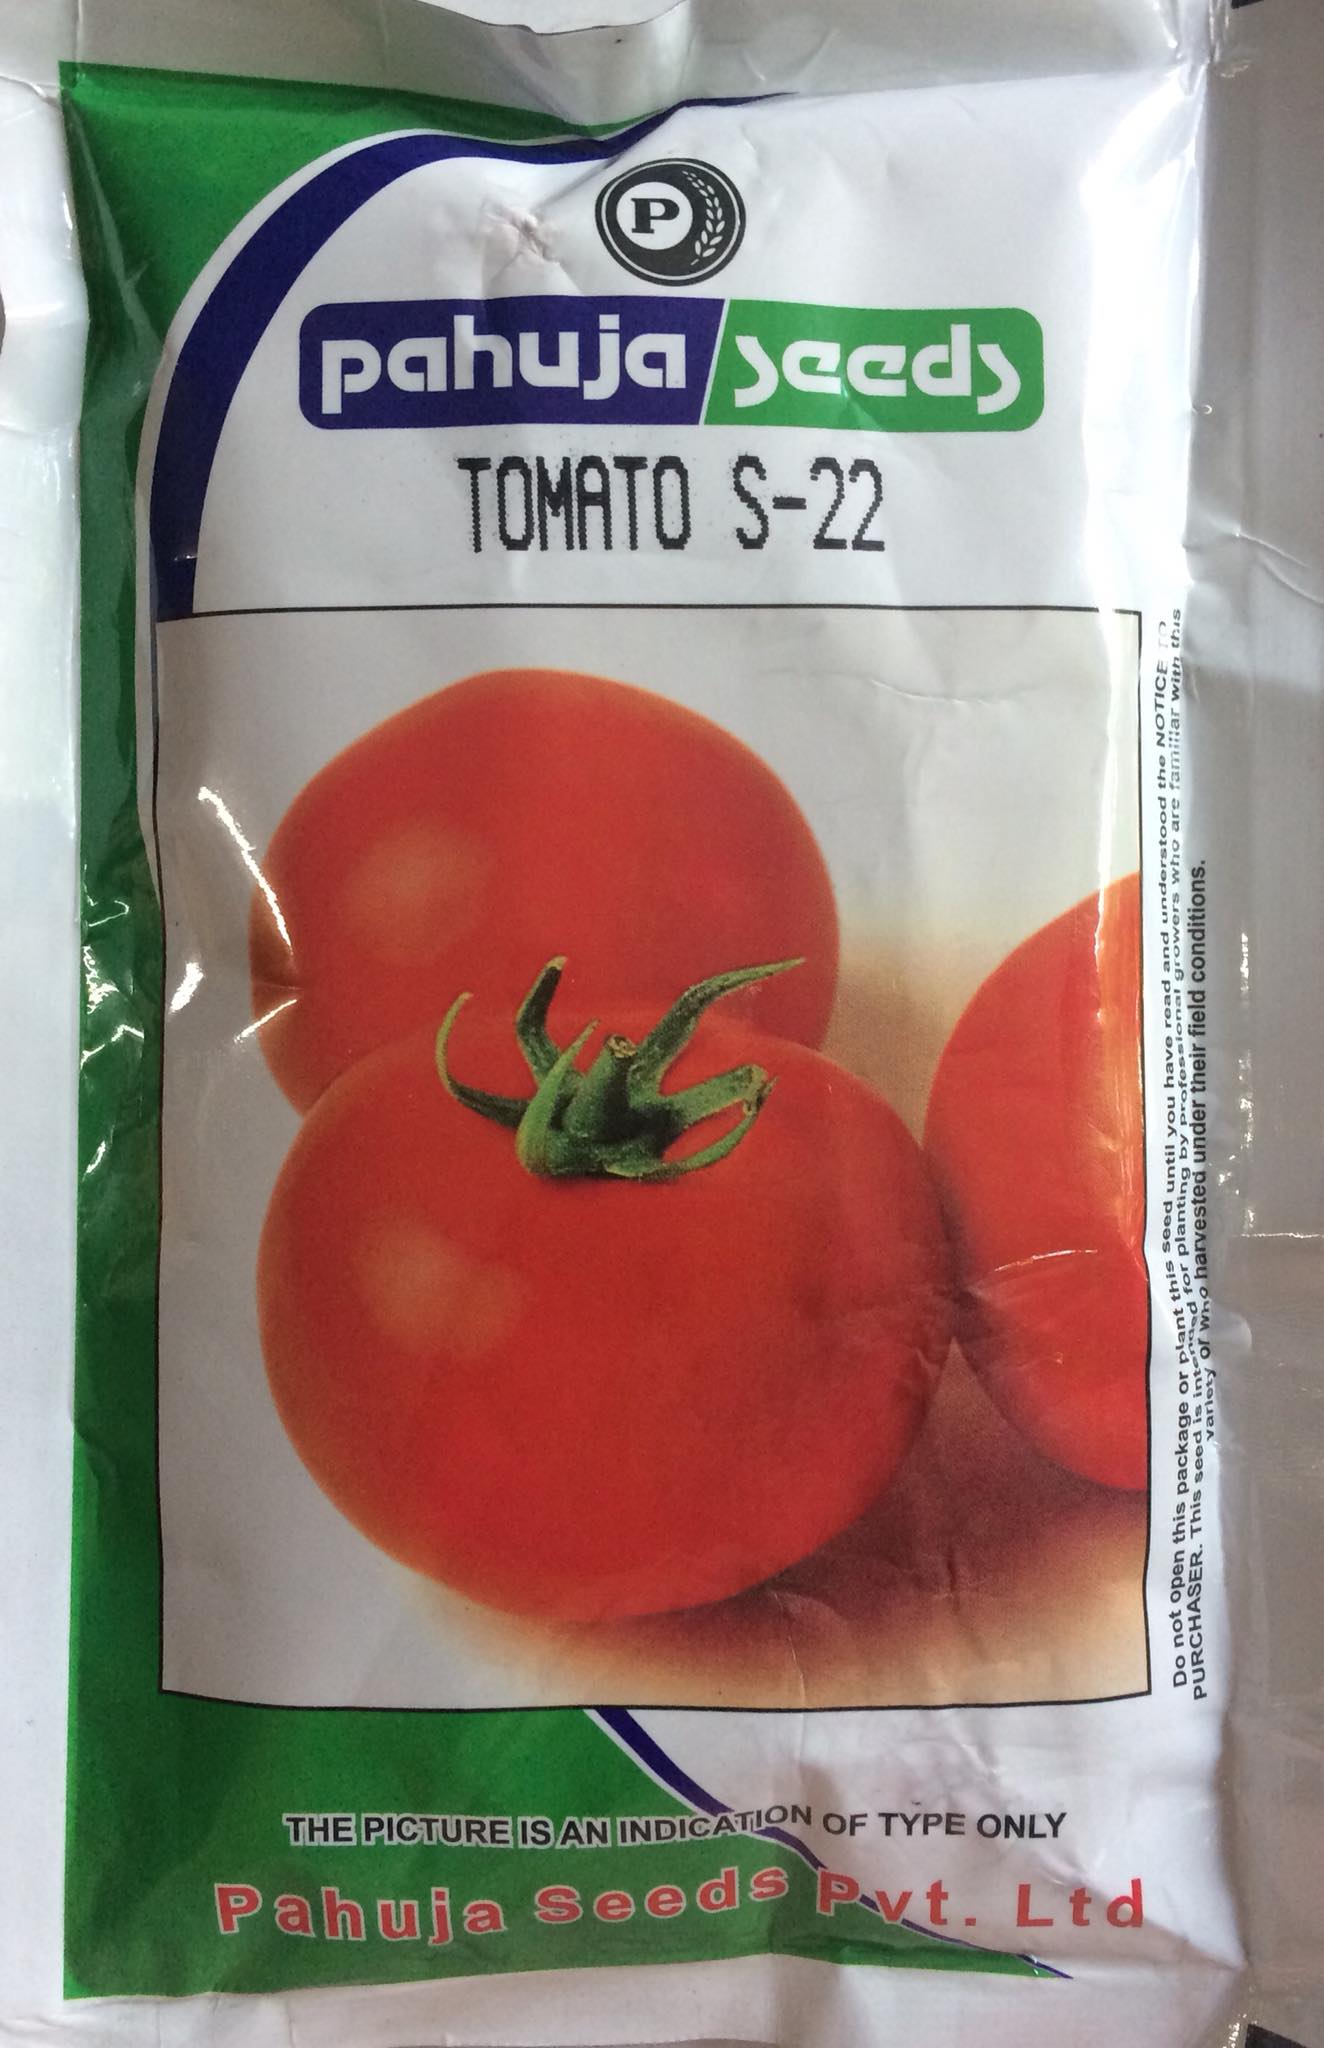 P
pahuja seeds
TOMATO S-22
Do not open this package or plant this seed until you have read and understood the NOTICE TO
PURCHASER. This seed is intended for planting by professional growers who are familiar with this
variety or who harvested under their field conditions.
THE PICTURE IS AN INDICATION OF TYPE ONLY
Pahuja Seeds Pvt. Ltd